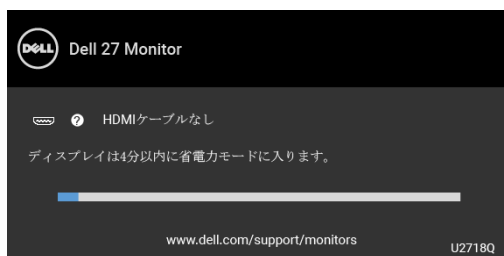 DELL Dell 27 Monitor
? HDMIケーブルなし
ディスプレイは4分以内に省電力モードに入ります。
www.dell.com/support/monitors
U2718Q